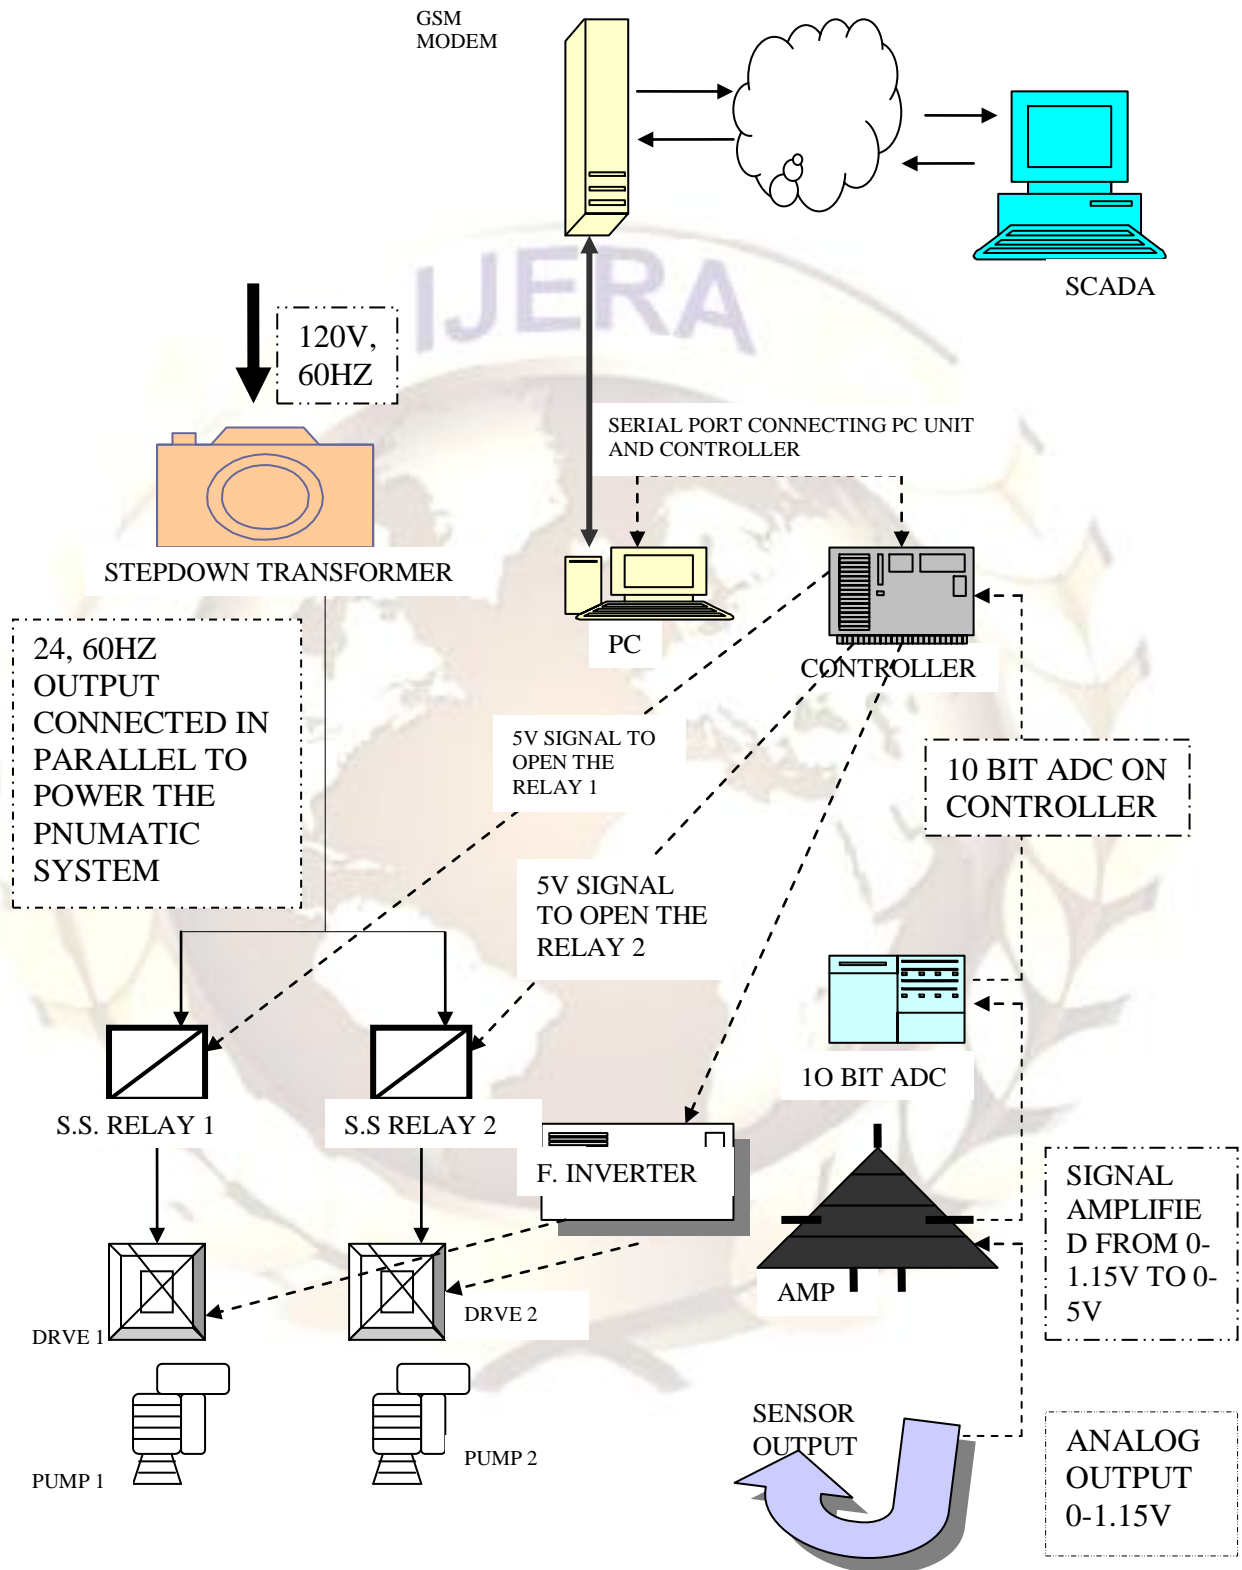 GSM
MODEM
SCADA
IJERA
120V,
60HZ
SERIAL PORT CONNECTING PC UNIT
AND CONTROLLER
STEPDOWN TRANSFORMER
PC
CONTROLLER
24, 60HZ
OUTPUT
CONNECTED IN
PARALLEL TO
POWER THE
PNUMATIC
SYSTEM
5V SIGNAL TO
OPEN THE
RELAY 1
10 BIT ADC ON
CONTROLLER
5V SIGNAL
TO OPEN THE
RELAY 2
1O BIT ADC
S.S. RELAY 1
S.S RELAY 2
F. INVERTER
SIGNAL
AMPLIFIE
D FROM 0-
1.15V TO 0-
5V
AMP
DRVE 1
DRVE 2
SENSOR
OUTPUT
ANALOG
OUTPUT
0-1.15V
PUMP 1
PUMP 2